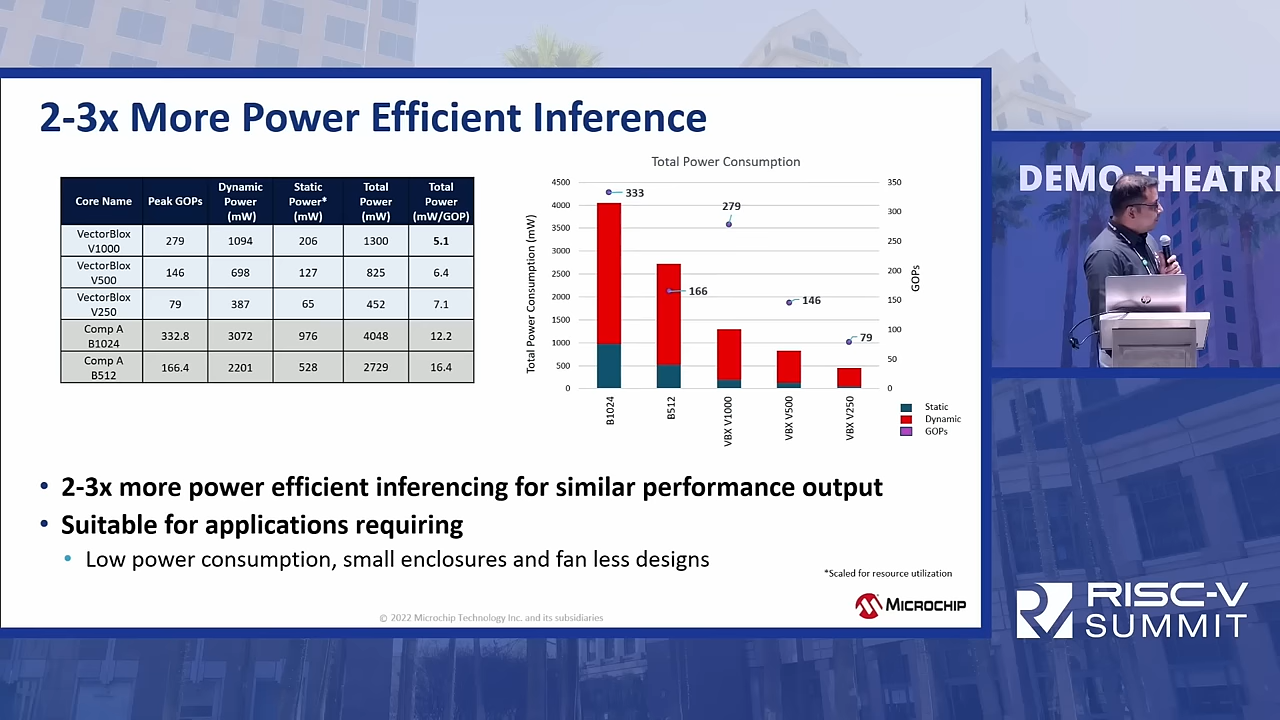 2-3x More Power Efficient Inference
Core Name
Peak GOPs
Dynamic
Power
(mW)
Static
Power*
(mW)
Total
Power
(mW)
Total
Power
(mW/GOP)
VectorBlox
V1000
279
1094
206
1300
5.1
VectorBlox
V500
146
698
127
825
6.4
VectorBlox
V250
79
387
65
452
7.1
Comp A
B1024
332.8
3072
976
4048
12.2
Comp A
B512
166.4
2201
528
2729
16.4
Total Power Consumption
Total Power Consumption (mW)
4500
4000
3500
3000
2500
2000
1500
1000
500
0
333
166
279
146
79
350
300
250
200
150
100
50
0
GOPs
B1024
B512
VBX V1000
VBX V500
VBX V250
Static
Dynamic
GOPs
• 2-3x more power efficient inferencing for similar performance output
• Suitable for applications requiring
• Low power consumption, small enclosures and fan less designs
*Scaled for resource utilization
MICROCHIP
© 2022 Microchip Technology Inc. and its subsidiaries
DEMO THEATRE
hp
RISC-V
SUMMIT